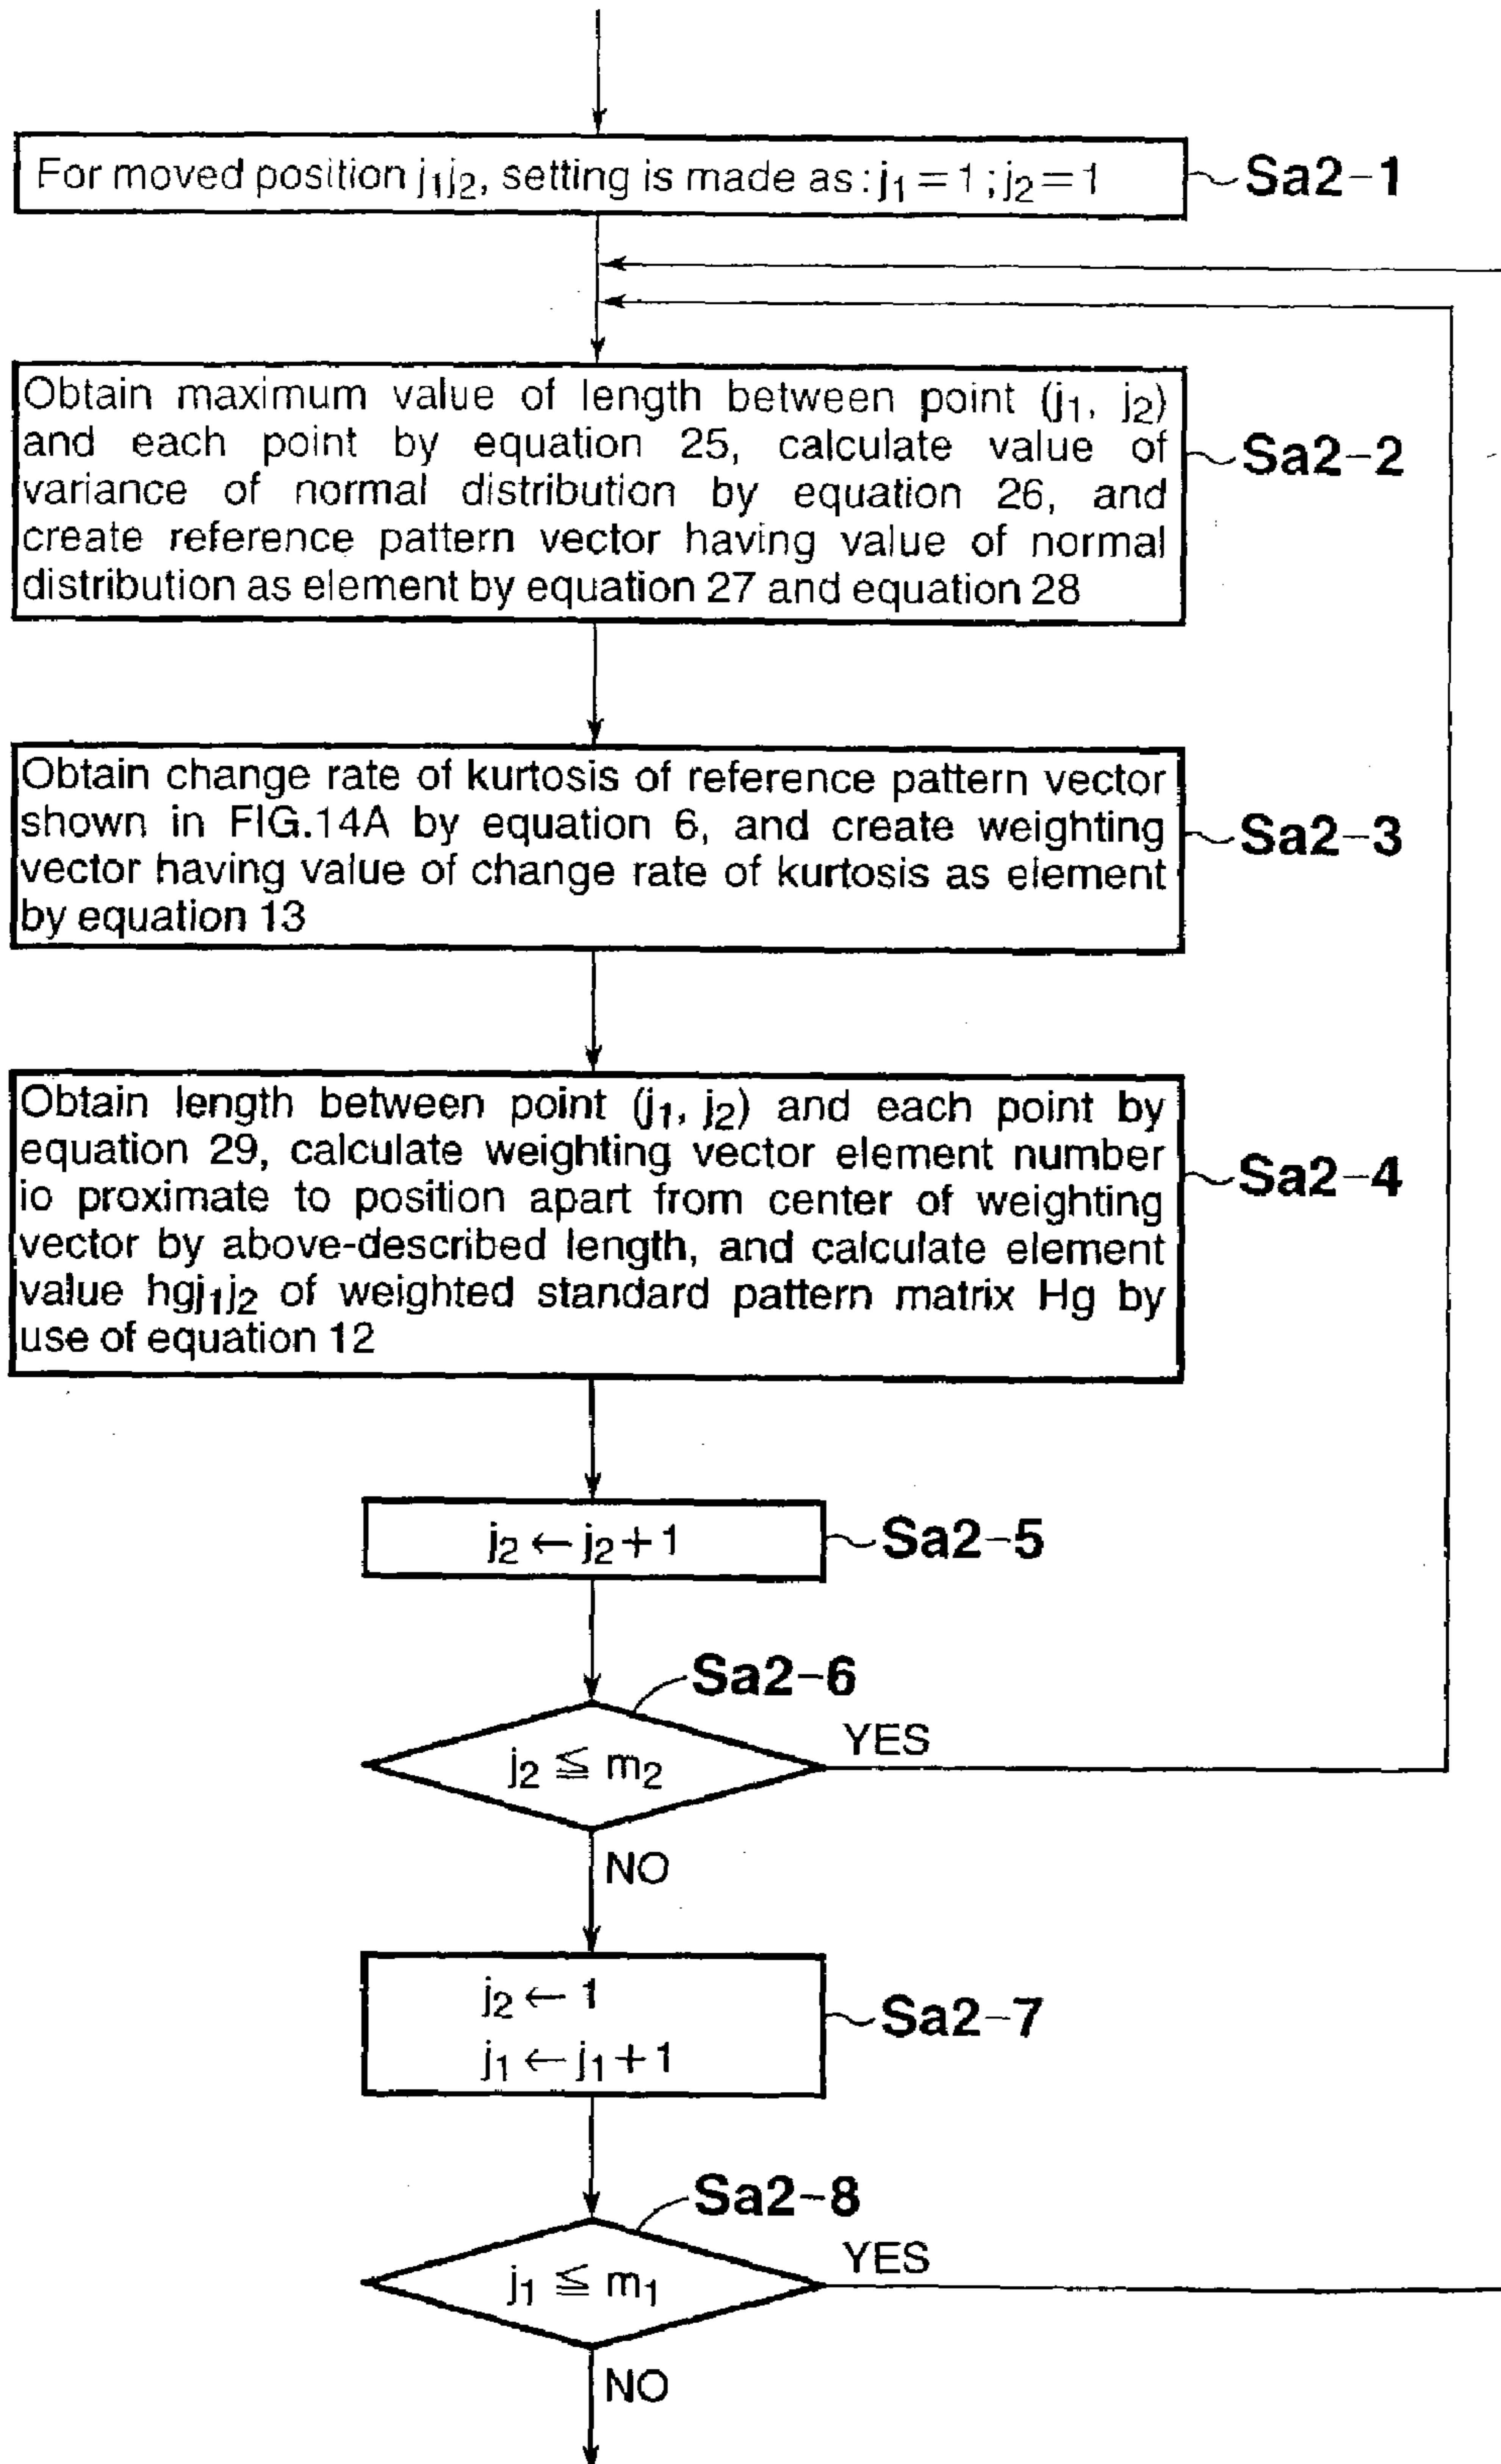 For moved position j₁j₂, setting is made as : j₁ = 1 ; j₂ = 1
Sa2-1
Obtain maximum value of length between point (j₁, j₂)
and each point by equation 25, calculate value of
variance of normal distribution by equation 26, and
create reference pattern vector having value of normal
distribution as element by equation 27 and equation 28
Sa2-2
Obtain change rate of kurtosis of reference pattern vector
shown in FIG.14A by equation 6, and create weighting
vector having value of change rate of kurtosis as element
by equation 13
Sa2-3
Obtain length between point (j₁, j₂) and each point by
equation 29, calculate weighting vector element number
io proximate to position apart from center of weighting
vector by above-described length, and calculate element
value hgj₁j₂ of weighted standard pattern matrix Hg by
use of equation 12
Sa2-4
j₂ ← j₂ + 1
Sa2-5
Sa2-6
j₂ ≦ m₂
YES
NO
j₂ ← 1
j₁ ← j₁ + 1
Sa2-7
Sa2-8
j₁ ≦ m₁
YES
NO